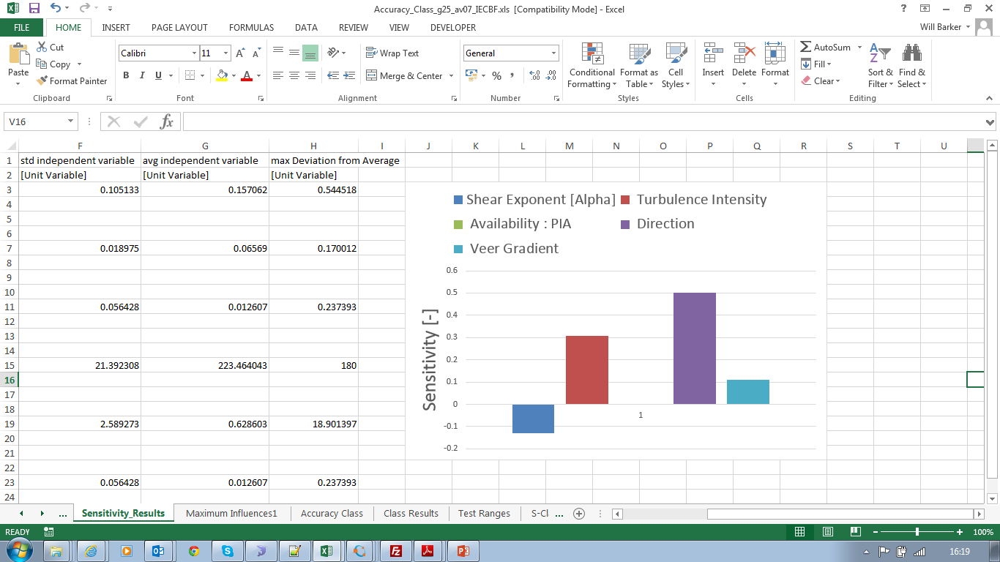 Accuracy_Class_g25_av07_IECBF.xls [Compatibility Mode] - Excel
FILE HOME INSERT PAGE LAYOUT FORMULAS DATA REVIEW VIEW DEVELOPER Will Barker
Cut
Copy
Format Painter
Paste
Clipboard
Calibri 11
B I U
Font
Wrap Text
Merge & Center
Alignment
General
%
Number
Conditional Formatting
Format as Table
Cell Styles
Styles
Insert
Delete
Format
Cells
AutoSum
Fill
Clear
Sort & Filter
Find & Select
Editing
V16
fx
F G H I J K L M N O P Q R S T U
1 std independent variable avg independent variable max Deviation from Average
2 [Unit Variable] [Unit Variable] [Unit Variable]
3 0.105133 0.157062 0.544518
4
5
6
7 0.018975 0.06569 0.170012
8
9
10
11 0.056428 0.012607 0.237393
12
13
14
15 21.392308 223.464043 180
16
17
18
19 2.589273 0.628603 18.901397
20
21
22
23 0.056428 0.012607 0.237393
24
Shear Exponent [Alpha] Turbulence Intensity
Availability : PIA Direction
Veer Gradient
Sensitivity [-]
0.6
0.5
0.4
0.3
0.2
0.1
0
1
-0.1
-0.2
... Sensitivity_Results Maximum Influences1 Accuracy Class Class Results Test Ranges S-Cl ...
READY 100%
16:19